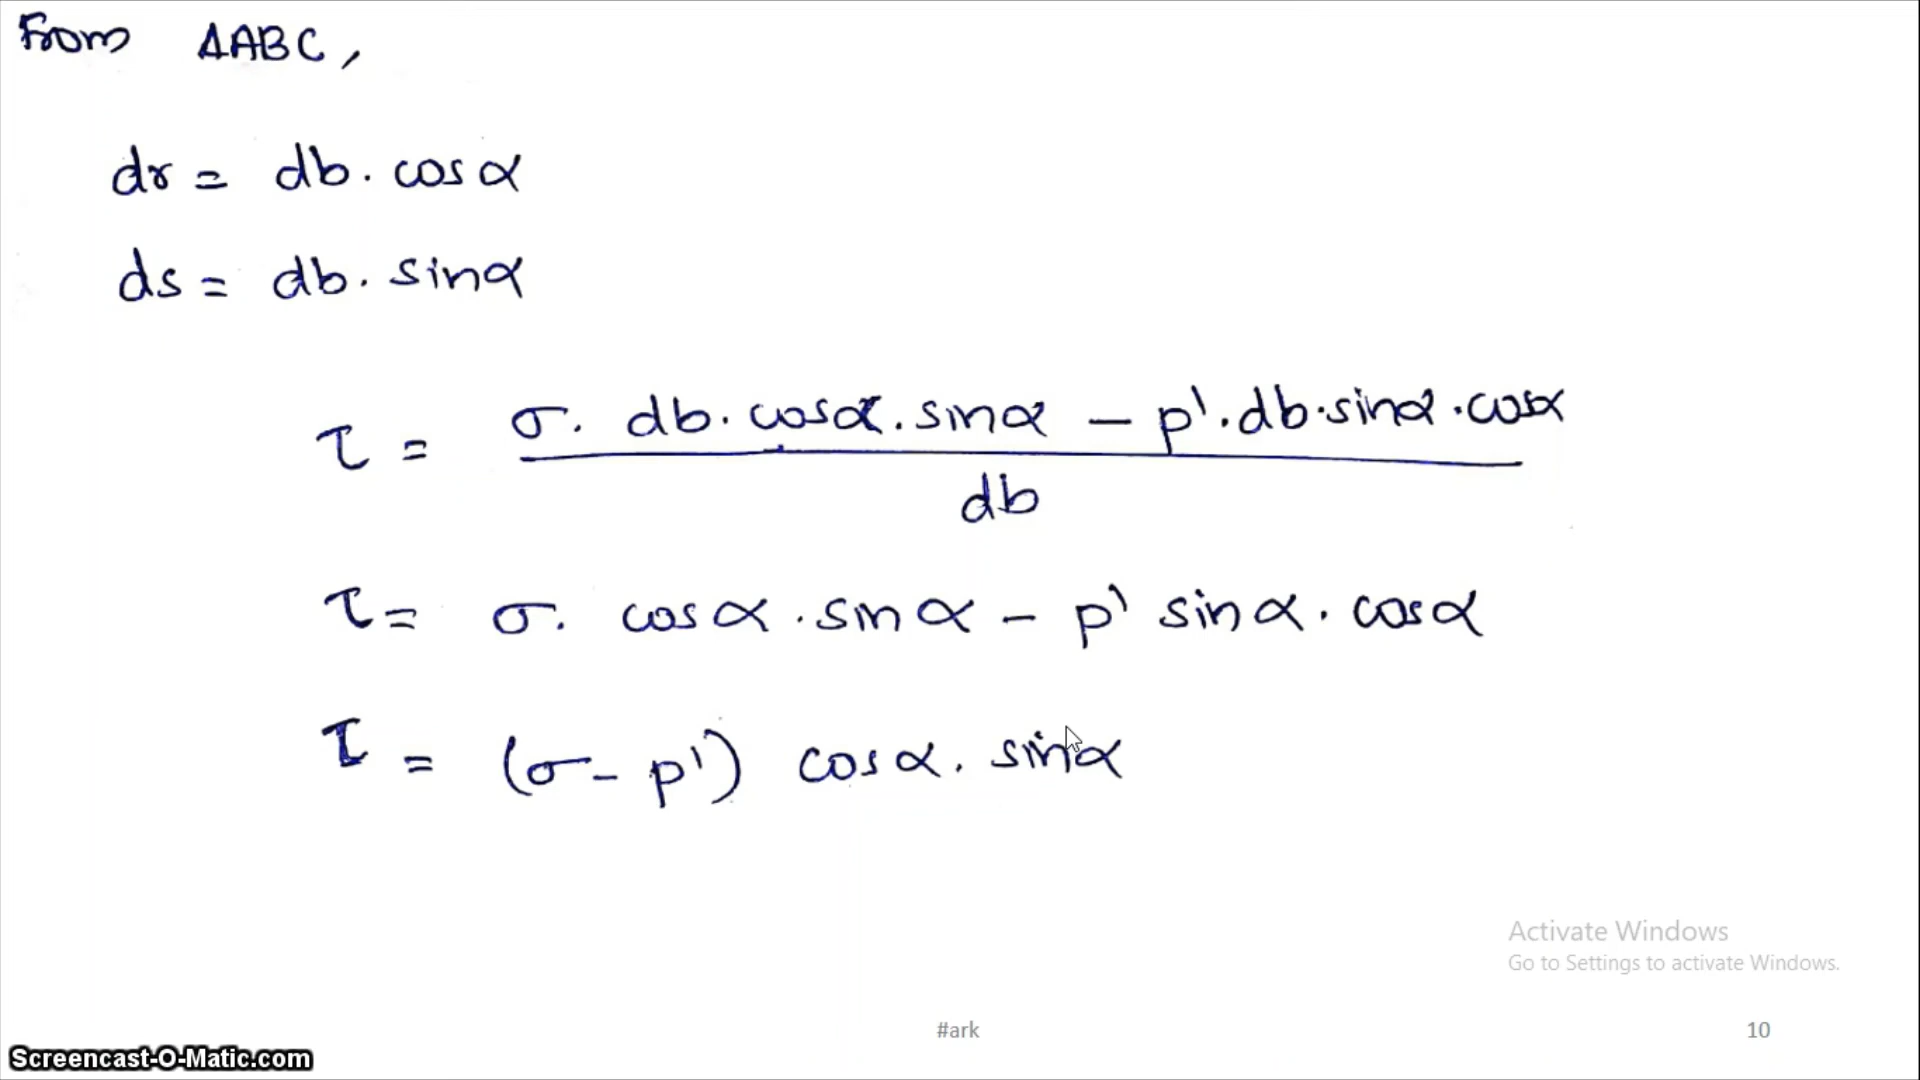 From ΔABC,
dr = db. cosα
ds = db. sinα
τ = σ. db. cosα. sinα – p'. db. sinα. cosα
db
τ = σ. cosα . sinα – p' sinα. cosα
τ = (σ – p') cosα. sinα
Activate Windows
Go to Settings to activate Windows.
#ark
10
Screencast-O-Matic.com